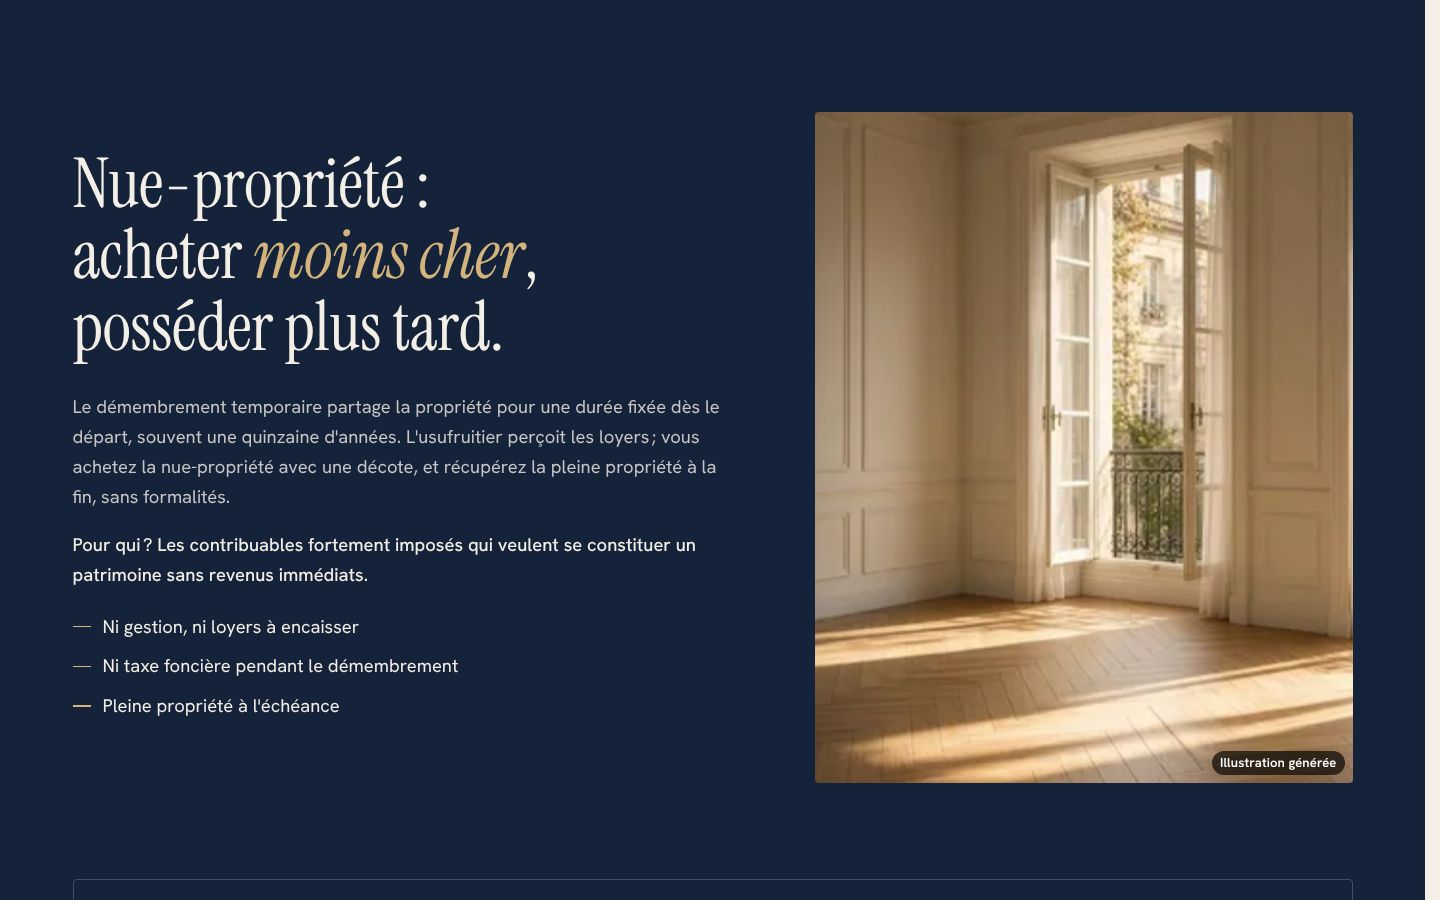 Nue-propriété :
acheter moins cher,
posséder plus tard.
Le démembrement temporaire partage la propriété pour une durée fixée dès le
départ, souvent une quinzaine d'années. L'usufruitier perçoit les loyers ; vous
achetez la nue-propriété avec une décote, et récupérez la pleine propriété à la
fin, sans formalités.
Pour qui ? Les contribuables fortement imposés qui veulent se constituer un
patrimoine sans revenus immédiats.
— Ni gestion, ni loyers à encaisser
— Ni taxe foncière pendant le démembrement
— Pleine propriété à l'échéance
Illustration générée